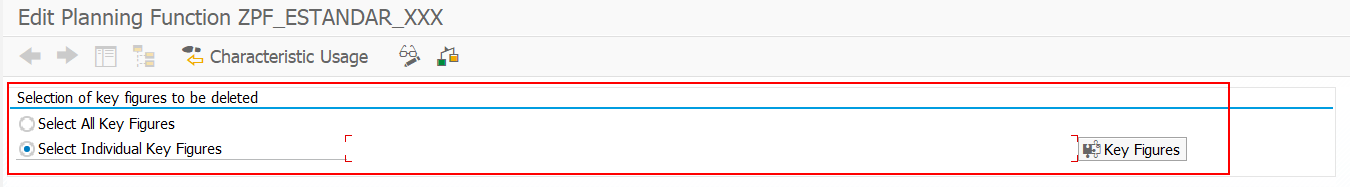 Edit Planning Function ZPF_ESTANDAR_XXX
Characteristic Usage
Selection of key figures to be deleted
Select All Key Figures
Select Individual Key Figures
Key Figures